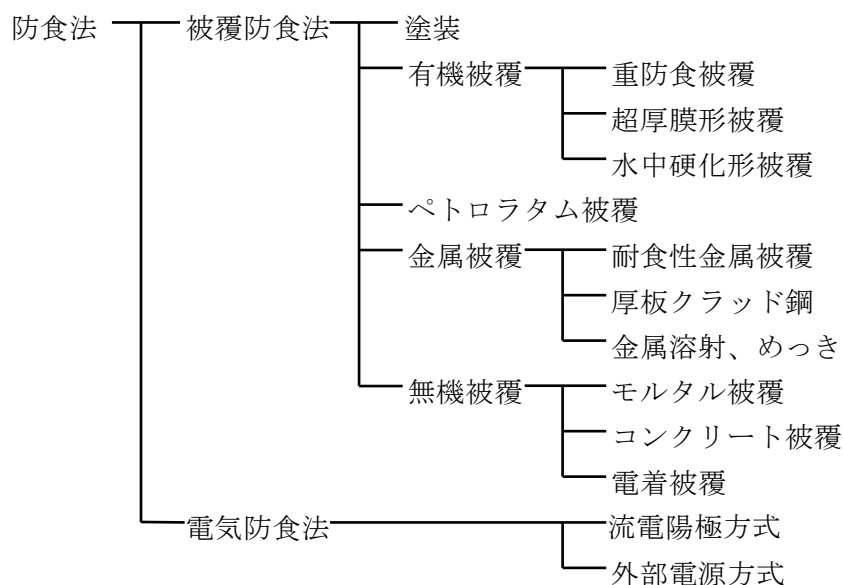 防食法 被覆防食法 塗装
有機被覆 重防食被覆
超厚膜形被覆
水中硬化形被覆
ペトロラタム被覆
金属被覆 耐食性金属被覆
厚板クラッド鋼
金属溶射、めっき
無機被覆 モルタル被覆
コンクリート被覆
電着被覆
電気防食法 流電陽極方式
外部電源方式